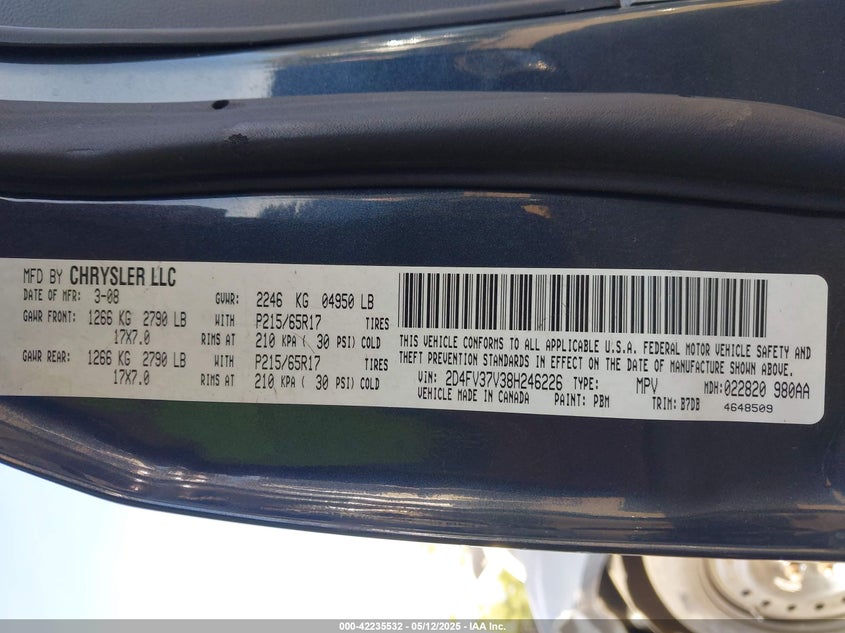 MFD BY CHRYSLER LLC
DATE OF MFR: 3-08 GVWR: 2246 KG 04950 LB
GAWR FRONT: 1266 KG 2790 LB WITH P215/65R17 TIRES
17X7.0 RIMS AT 210 KPA ( 30 PSI) COLD
GAWR REAR: 1266 KG 2790 LB WITH P215/65R17 TIRES
17X7.0 RIMS AT 210 KPA ( 30 PSI) COLD
THIS VEHICLE CONFORMS TO ALL APPLICABLE U.S.A. FEDERAL MOTOR VEHICLE SAFETY AND
THEFT PREVENTION STANDARDS IN EFFECT ON THE DATE OF MANUFACTURE SHOWN ABOVE.
VIN: 2D4FV37V38H246226 TYPE: MPV MDH:022820 980AA
VEHICLE MADE IN CANADA PAINT: PBM TRIM: B7DB 4648509
000-42235532 - 05/12/2025 - IAA Inc.